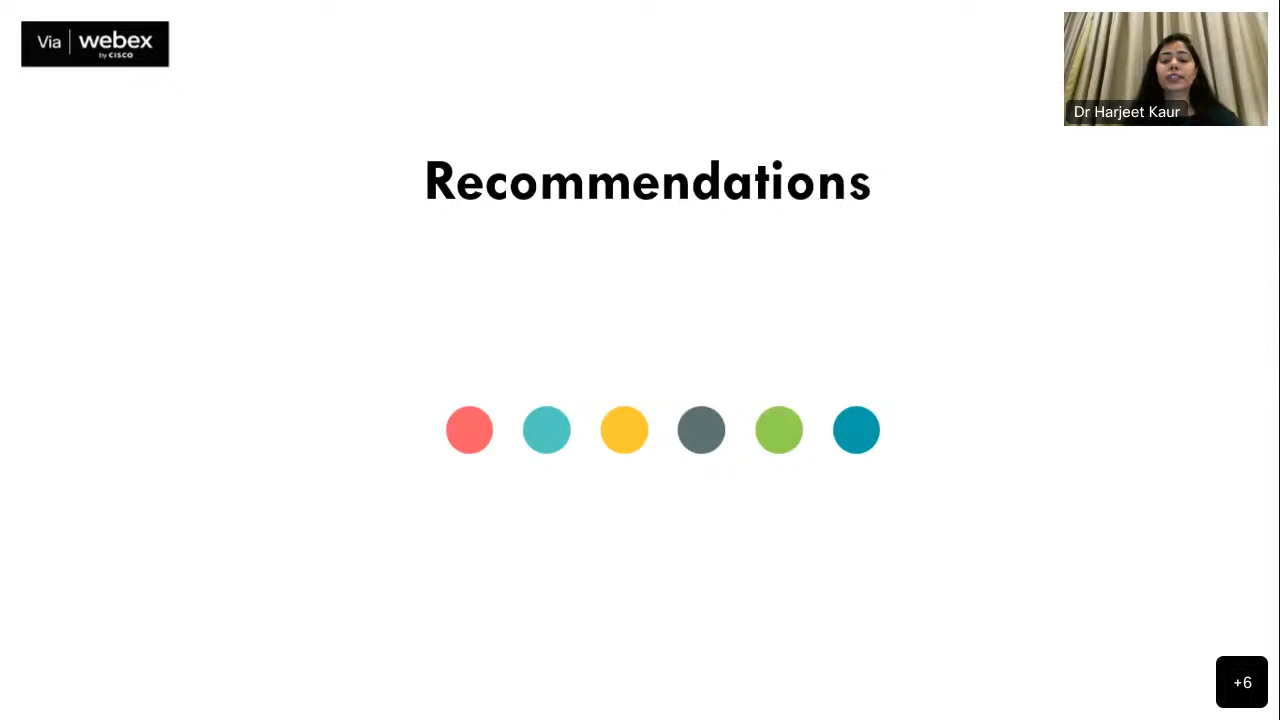 Via | webex
by CISCO
Dr Harjeet Kaur
Recommendations
+6